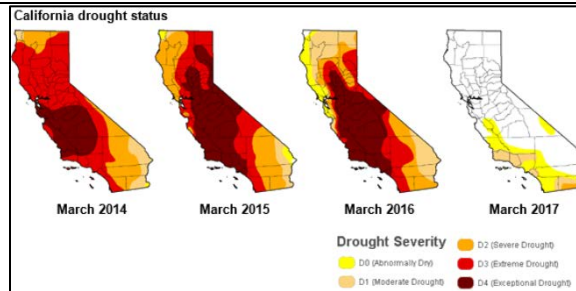 California drought status
March 2014
March 2015
March 2016
March 2017
Drought Severity
D0 (Abnormally Dry)
D1 (Moderate Drought)
D2 (Severe Drought)
D3 (Extreme Drought)
D4 (Exceptional Drought)